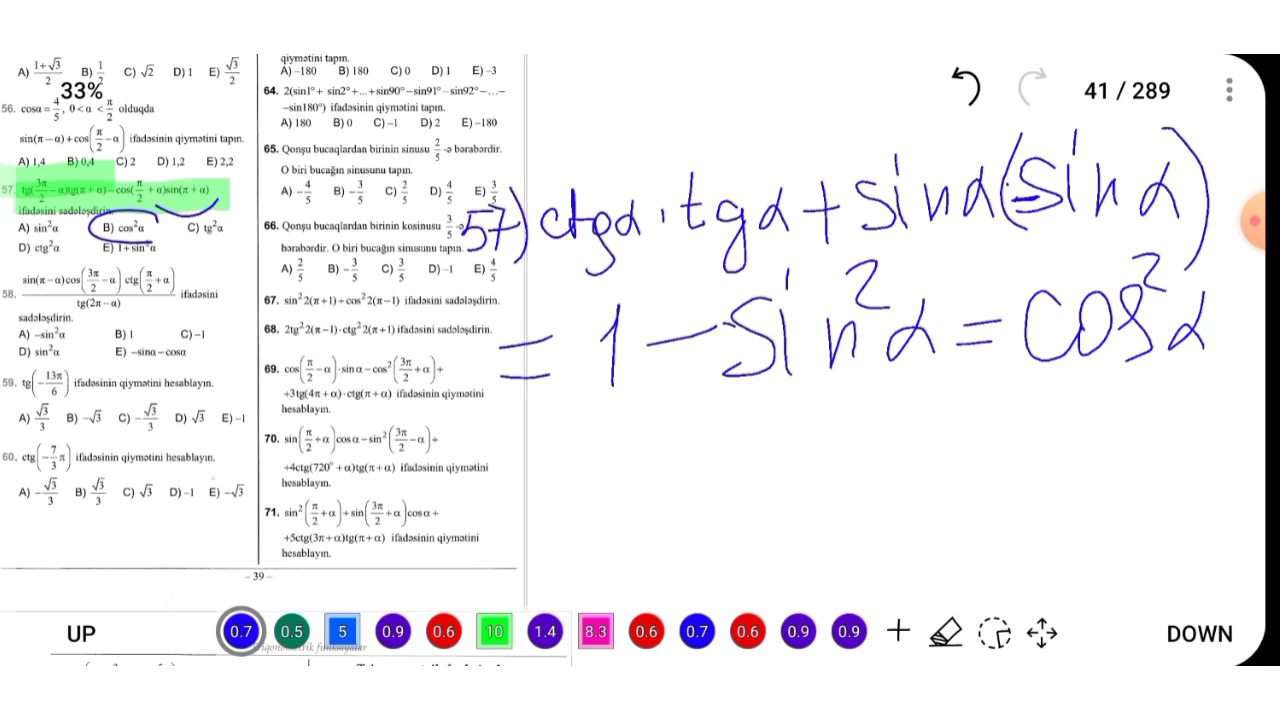 A) 1+√3/2 B) 1/2 C) √2 D) 1 E) √3/2
33%
56. cosα = 4/5, 0 < α < π/2 olduqda
sin(π−α)+cos(π/2−α) ifadəsinin qiymətini tapın.
A) 1,4 B) 0,4 C) 2 D) 1,2 E) 2,2
57. tg(3π/2−α)tg(π+α)−cos(π/2+α)sin(π+α)
ifadəsini sadələşdirin.
A) sin²α B) cos²α C) tg²α
D) ctg²α E) 1+sin²α
58. sin(π−α)cos(3π/2−α)ctg(π/2+α)/tg(2π−α) ifadəsini
sadələşdirin.
A) −sin²α B) 1 C) −1
D) sin²α E) −sinα−cosα
59. tg(−13π/6) ifadəsinin qiymətini hesablayın.
A) √3/3 B) −√3 C) −√3/3 D) √3 E) −1
60. ctg(−7/3π) ifadəsinin qiymətini hesablayın.
A) −√3/3 B) √3/3 C) √3 D) −1 E) −√3
qiymətini tapın.
A) −180 B) 180 C) 0 D) 1 E) −3
64. 2(sin1°+ sin2°+...+sin90°−sin91°−sin92°−...−
−sin180°) ifadəsinin qiymətini tapın.
A) 180 B) 0 C) −1 D) 2 E) −180
65. Qonşu bucaqlardan birinin sinusu 2/5-ə bərabərdir.
O biri bucağın sinusunu tapın.
A) −4/5 B) −3/5 C) 2/5 D) 4/5 E) 3/5
66. Qonşu bucaqlardan birinin kosinusu 3/5-ə
bərabərdir. O biri bucağın sinusunu tapın.
A) 2/5 B) −3/5 C) 3/5 D) −1 E) 4/5
67. sin²2(π+1)+cos²2(π−1) ifadəsini sadələşdirin.
68. 2tg²2(π−1)·ctg²2(π+1) ifadəsini sadələşdirin.
69. cos(π/2−α)·sinα−cos²(3π/2+α)+
+3tg(4π+α)·ctg(π+α) ifadəsinin qiymətini
hesablayın.
70. sin(π/2+α)cosα−sin²(3π/2−α)+
+4ctg(720°+α)tg(π+α) ifadəsinin qiymətini
hesablayın.
71. sin²(π/2+α)+sin(3π/2+α)cosα+
+5ctg(3π+α)tg(π+α) ifadəsinin qiymətini
hesablayın.
− 39 −
41 / 289
57) ctgα · tgα + sinα(−sinα)
= 1 − sin²α = cos²α
UP 0.7 0.5 5 0.9 0.6 10 1.4 8.3 0.6 0.7 0.6 0.9 0.9 + DOWN
funksiyalar